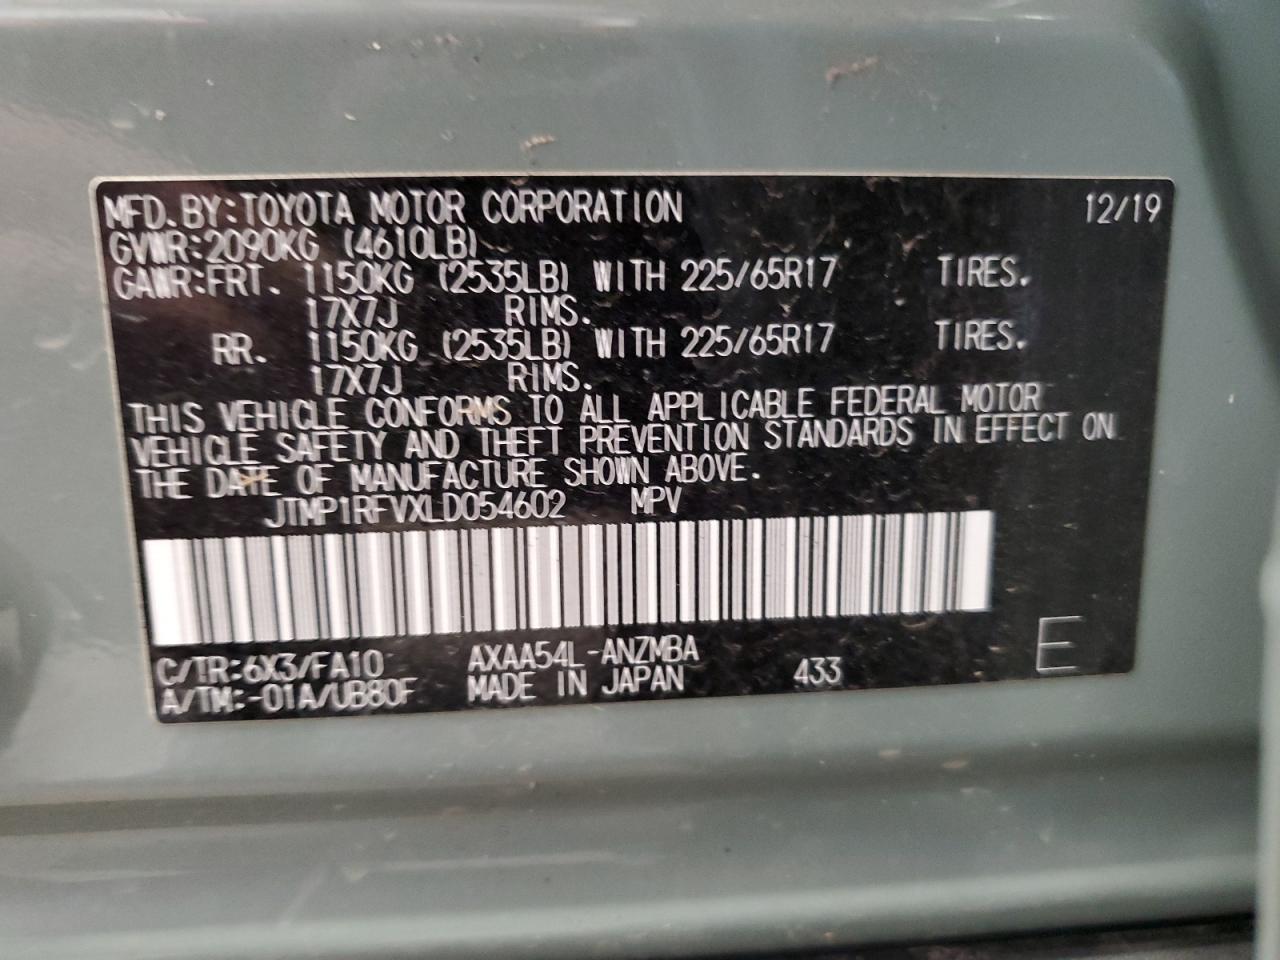 MFD.BY:TOYOTA MOTOR CORPORATION 12/19
GVWR:2090KG (4610LB)
GAWR:FRT. 1150KG (2535LB) WITH 225/65R17 TIRES.
17X7J RIMS.
RR. 1150KG (2535LB) WITH 225/65R17 TIRES.
17X7J RIMS.
THIS VEHICLE CONFORMS TO ALL APPLICABLE FEDERAL MOTOR
VEHICLE SAFETY AND THEFT PREVENTION STANDARDS IN EFFECT ON
THE DATE OF MANUFACTURE SHOWN ABOVE.
JTMP1RFVXLD054602 MPV
C/TR:6X3/FA10 AXAA54L-ANZMBA
A/TM:-01A/UB80F MADE IN JAPAN 433 E